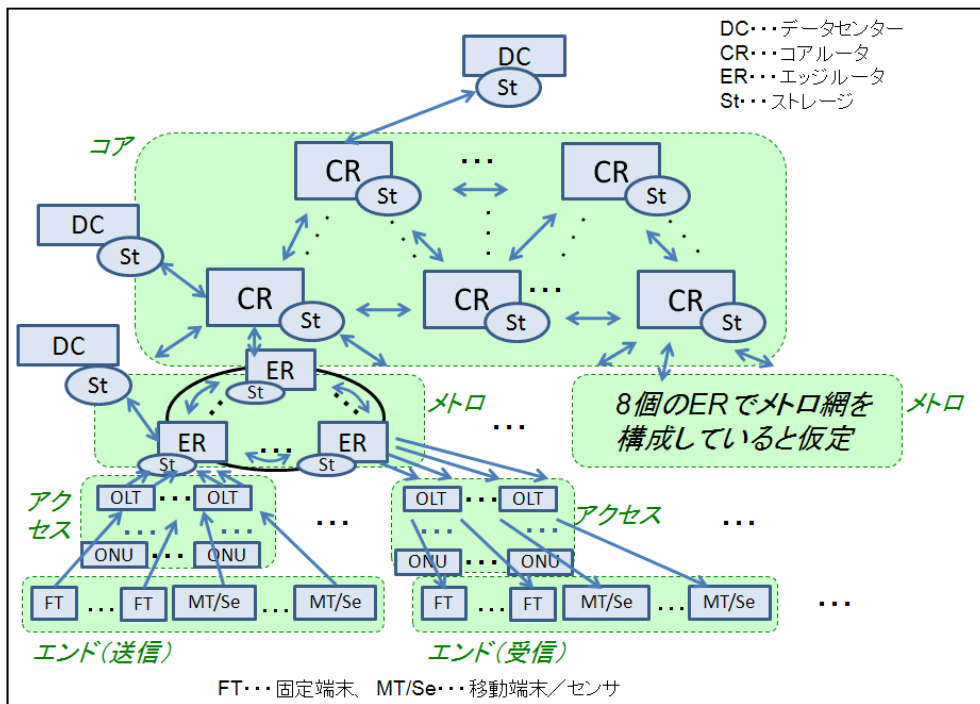 DC・・・データセンター
CR・・・コアルータ
ER・・・エッジルータ
St・・・ストレージ
DC
St
コア
CR
St
・・・
CR
St
DC
St
CR
St
CR
St
・・・
CR
St
DC
St
ER
St
メトロ
ER
St
・・・
ER
St
・・・
8個のERでメトロ網を
構成していると仮定
メトロ
アク
セス
OLT ・・・ OLT
・・・ ・・・
ONU ・・・ ONU
・・・
OLT ・・・ OLT
・・・ ・・・
ONU ・・・ ONU
アクセス
・・・
FT ・・・ FT MT/Se ・・・ MT/Se
FT ・・・ FT MT/Se ・・・ MT/Se
・・・
エンド(送信)
エンド(受信)
FT・・・固定端末、 MT/Se・・・移動端末／センサ